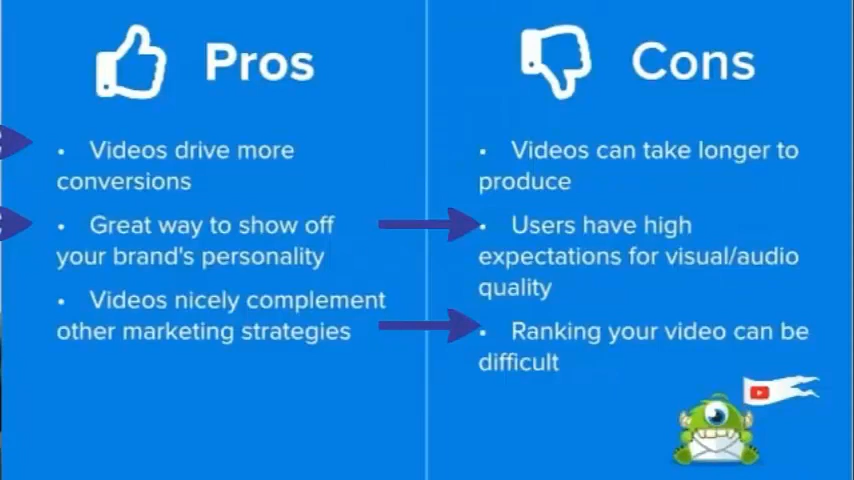 Pros
• Videos drive more
conversions
• Great way to show off
your brand's personality
• Videos nicely complement
other marketing strategies
Cons
• Videos can take longer to
produce
• Users have high
expectations for visual/audio
quality
• Ranking your video can be
difficult